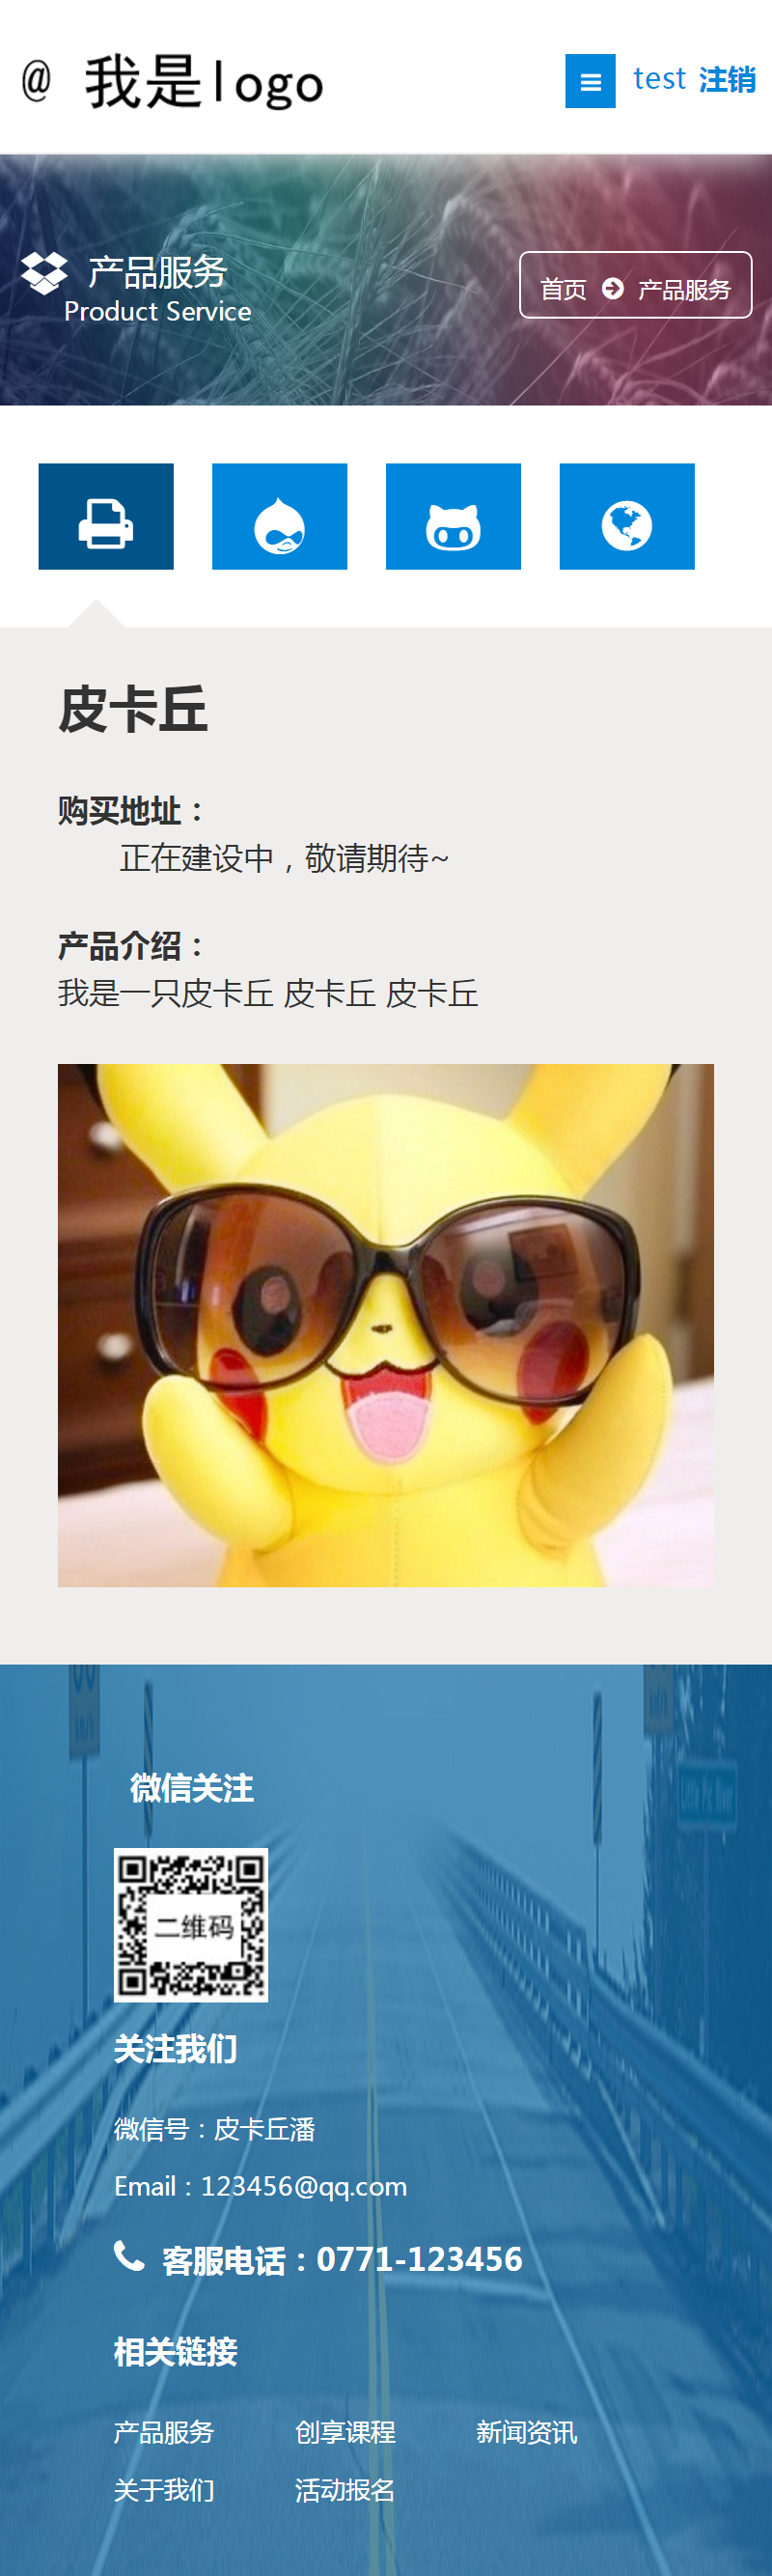 @ 我是logo
test 注销
产品服务
Product Service
首页 产品服务
皮卡丘
购买地址：
正在建设中，敬请期待~
产品介绍：
我是一只皮卡丘 皮卡丘 皮卡丘
微信关注
二维码
关注我们
微信号：皮卡丘潘
Email：123456@qq.com
客服电话：0771-123456
相关链接
产品服务 创享课程 新闻资讯
关于我们 活动报名